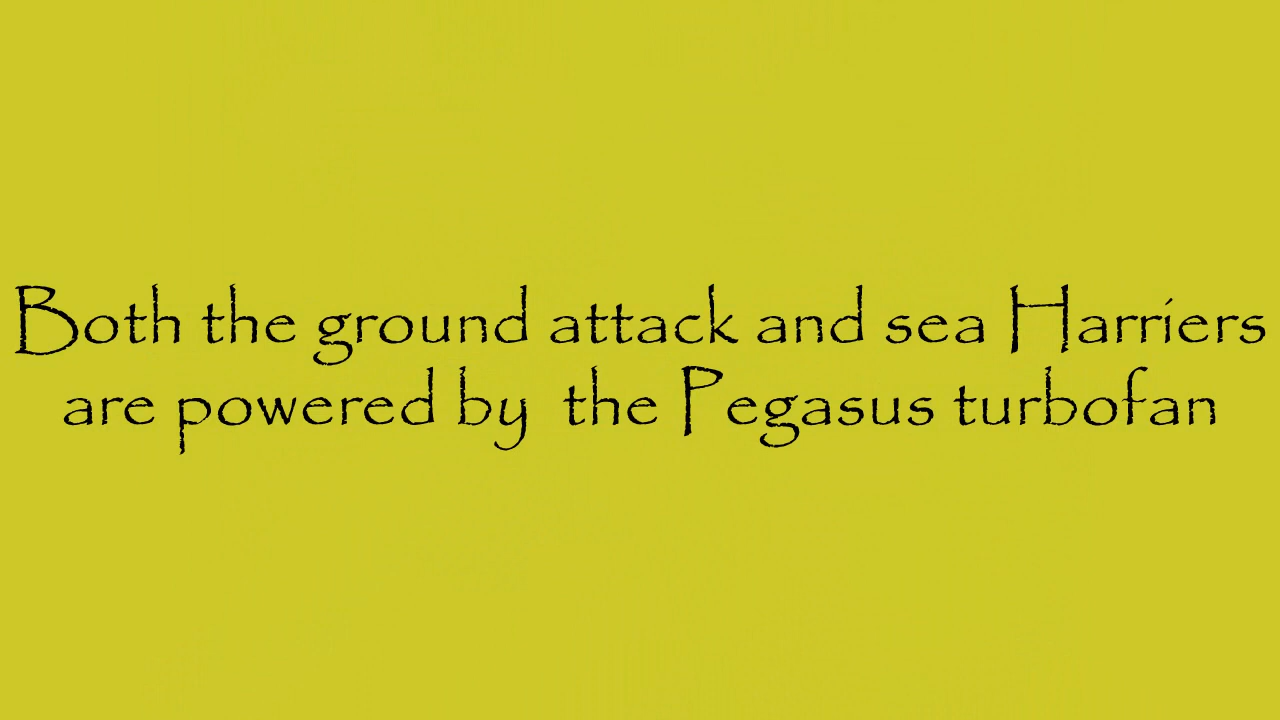 Both the ground attack and sea Harriers
are powered by  the Pegasus turbofan